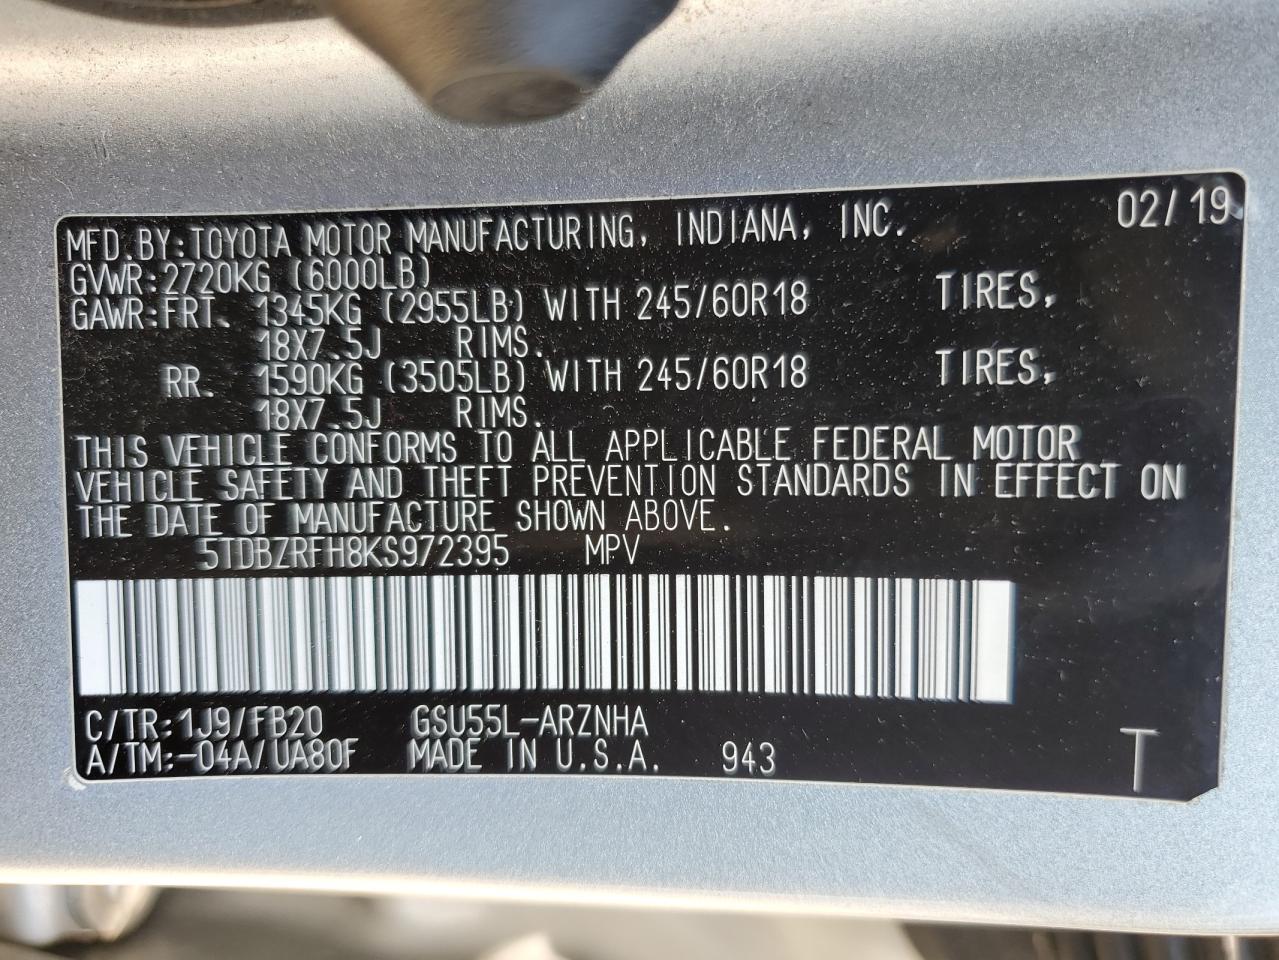 02/19
MFD.BY:TOYOTA MOTOR MANUFACTURING, INDIANA, INC.
GVWR:2720KG (6000LB)
GAWR:FRT. 1345KG (2955LB) WITH 245/60R18 TIRES,
18X7.5J RIMS.
RR. 1590KG (3505LB) WITH 245/60R18 TIRES,
18X7.5J RIMS.
THIS VEHICLE CONFORMS TO ALL APPLICABLE FEDERAL MOTOR
VEHICLE SAFETY AND THEFT PREVENTION STANDARDS IN EFFECT ON
THE DATE OF MANUFACTURE SHOWN ABOVE.
5TDBZRFH8KS972395 MPV
C/TR:1J9/FB20 GSU55L-ARZNHA
A/TM:-04A/UA80F MADE IN U.S.A. 943 T